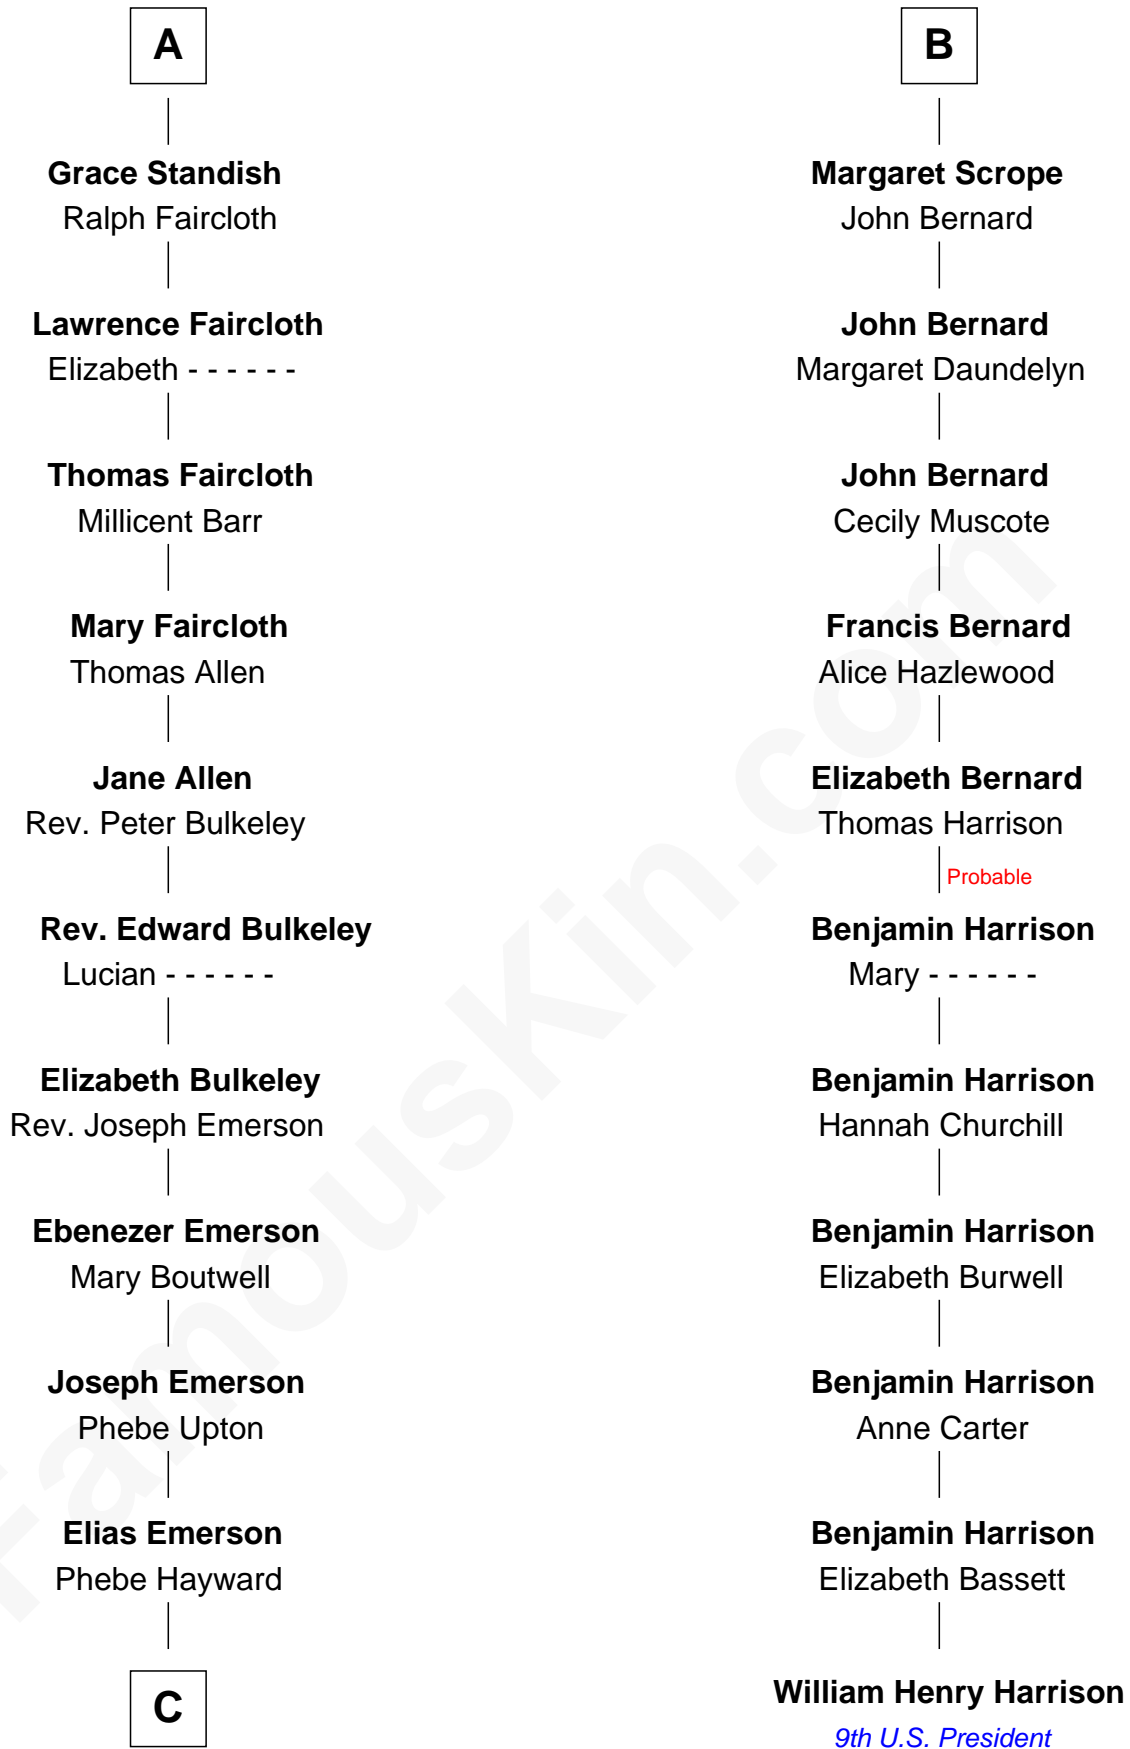 A
Grace Standish
Ralph Faircloth
Lawrence Faircloth
Elizabeth - - - - - -
Thomas Faircloth
Millicent Barr
Mary Faircloth
Thomas Allen
Jane Allen
Rev. Peter Bulkeley
Rev. Edward Bulkeley
Lucian - - - - - -
Elizabeth Bulkeley
Rev. Joseph Emerson
Ebenezer Emerson
Mary Boutwell
Joseph Emerson
Phebe Upton
Elias Emerson
Phebe Hayward
C
B
Margaret Scrope
John Bernard
John Bernard
Margaret Daundelyn
John Bernard
Cecily Muscote
Francis Bernard
Alice Hazlewood
Elizabeth Bernard
Thomas Harrison
Probable
Benjamin Harrison
Mary - - - - - -
Benjamin Harrison
Hannah Churchill
Benjamin Harrison
Elizabeth Burwell
Benjamin Harrison
Anne Carter
Benjamin Harrison
Elizabeth Bassett
William Henry Harrison
9th U.S. President
FamousKin.com